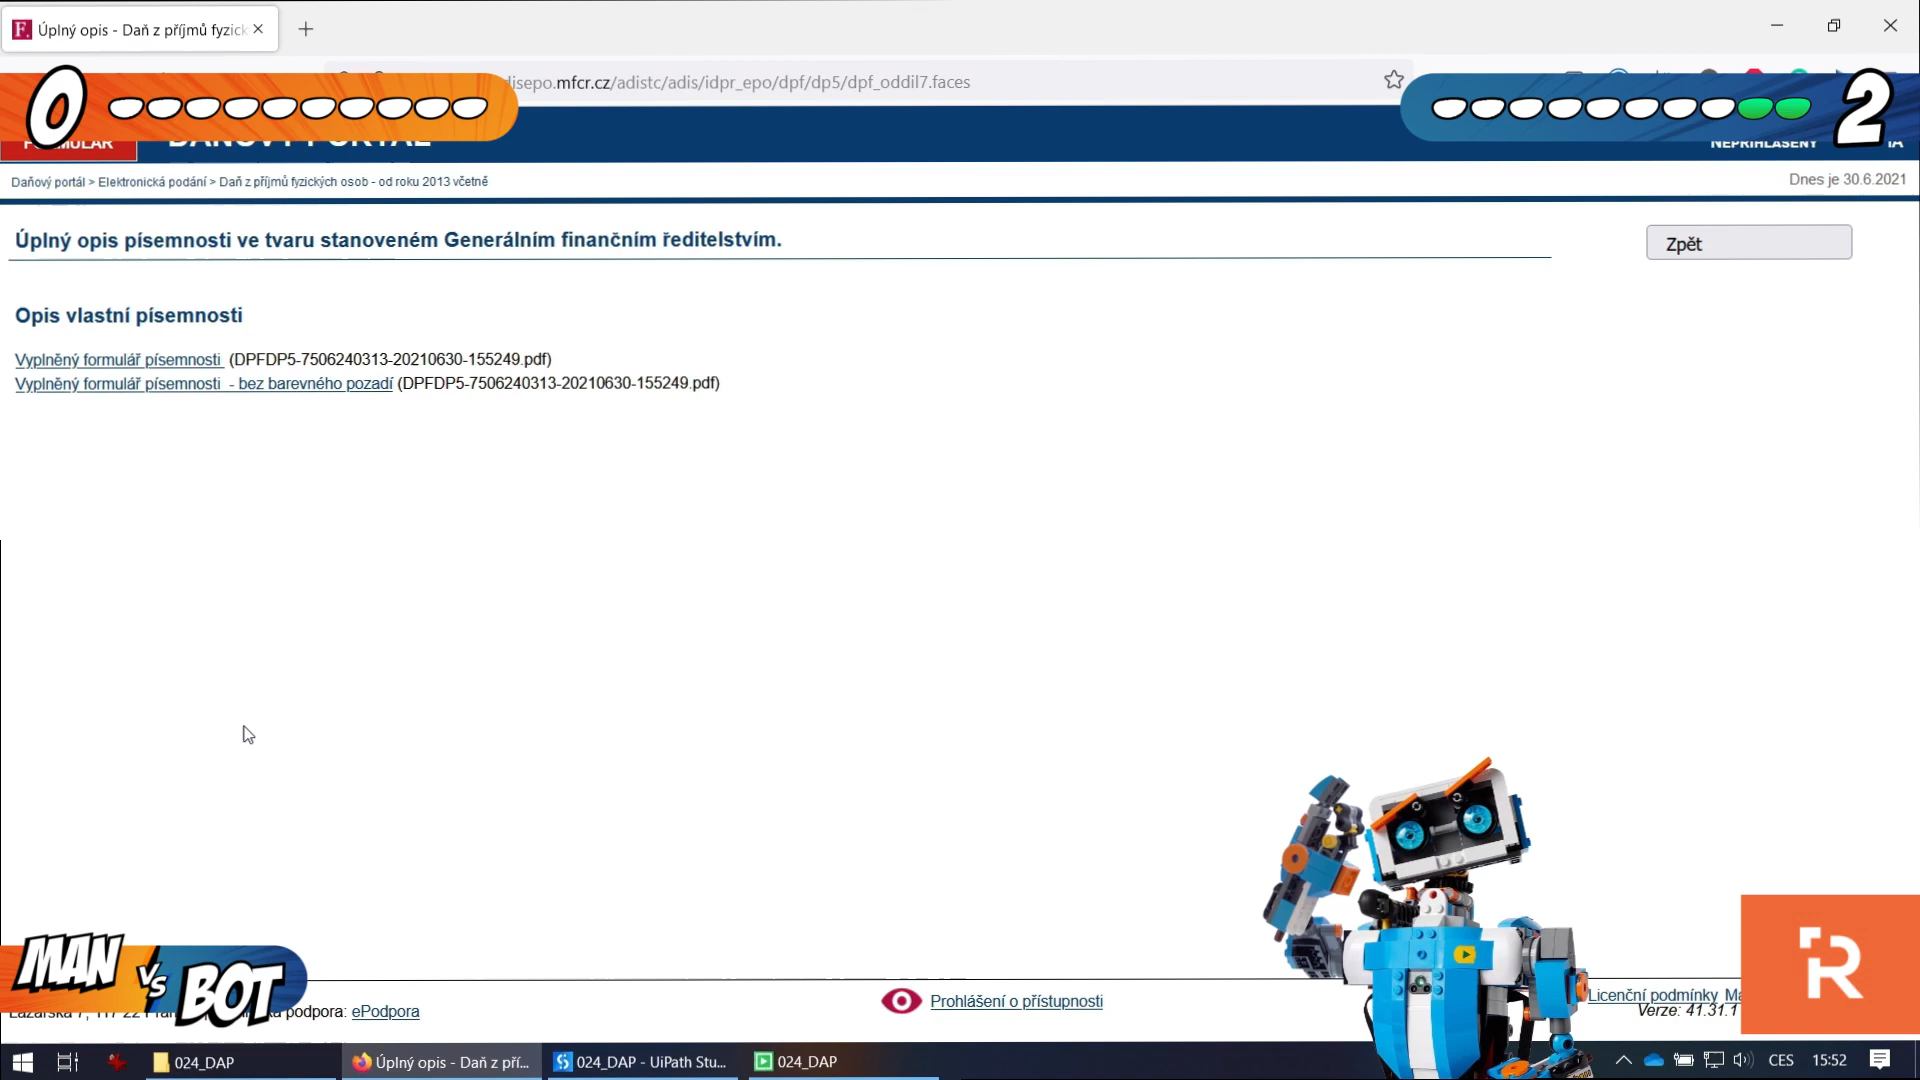 Úplný opis - Daň z příjmů fyzick
isepo.mfcr.cz/adistc/adis/idpr_epo/dpf/dp5/dpf_oddil7.faces
0
2
FORMULÁŘ
DAŇOVÝ PORTÁL
NEPŘIHLÁŠENÝ
Daňový portál > Elektronická podání > Daň z příjmů fyzických osob - od roku 2013 včetně
Dnes je 30.6.2021
Úplný opis písemnosti ve tvaru stanoveném Generálním finančním ředitelstvím.
Zpět
Opis vlastní písemnosti
Vyplněný formulář písemnosti (DPFDP5-7506240313-20210630-155249.pdf)
Vyplněný formulář písemnosti - bez barevného pozadí (DPFDP5-7506240313-20210630-155249.pdf)
MAN
VS
BOT
R
podpora: ePodpora
Prohlášení o přístupnosti
Licenční podmínky
Verze: 41.31.1
024_DAP
Úplný opis - Daň z pří...
024_DAP - UiPath Stu...
024_DAP
CES
15:52